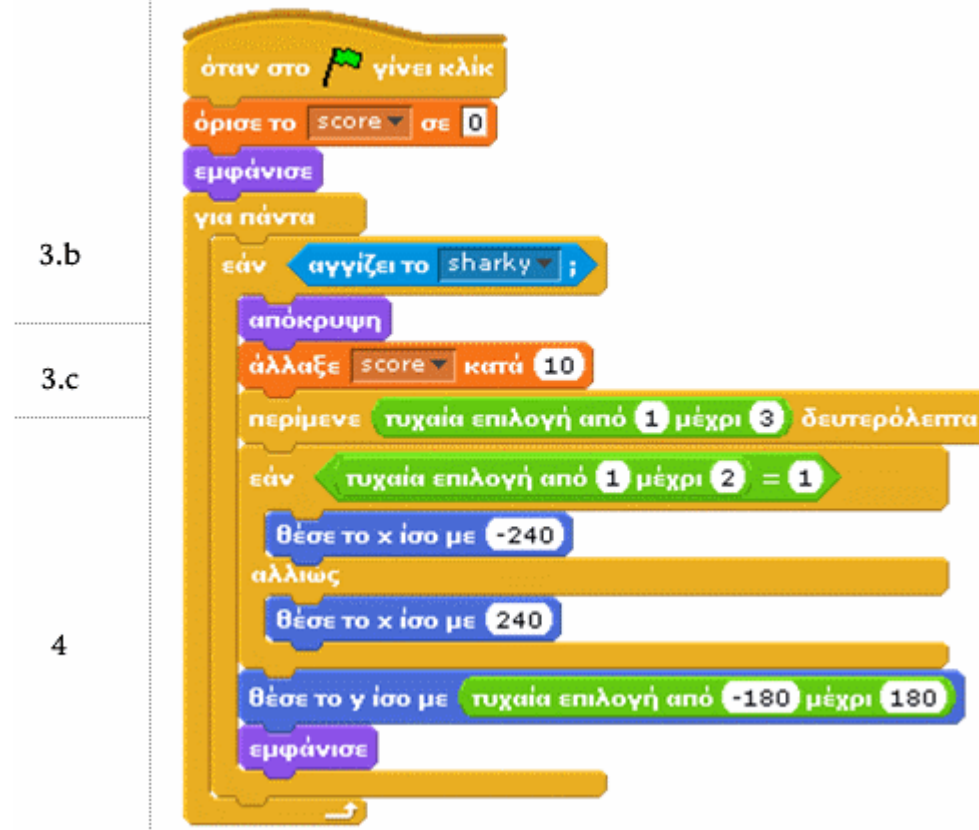 όταν στο γίνει κλίκ
όρισε το score σε 0
εμφάνισε
για πάντα
3.b
εάν αγγίζει το sharky ;
απόκρυψη
3.c
άλλαξε score κατά 10
περίμενε τυχαία επιλογή από 1 μέχρι 3 δευτερόλεπτα
εάν τυχαία επιλογή από 1 μέχρι 2 = 1
θέσε το x ίσο με -240
αλλιώς
θέσε το x ίσο με 240
4
θέσε το y ίσο με τυχαία επιλογή από -180 μέχρι 180
εμφάνισε